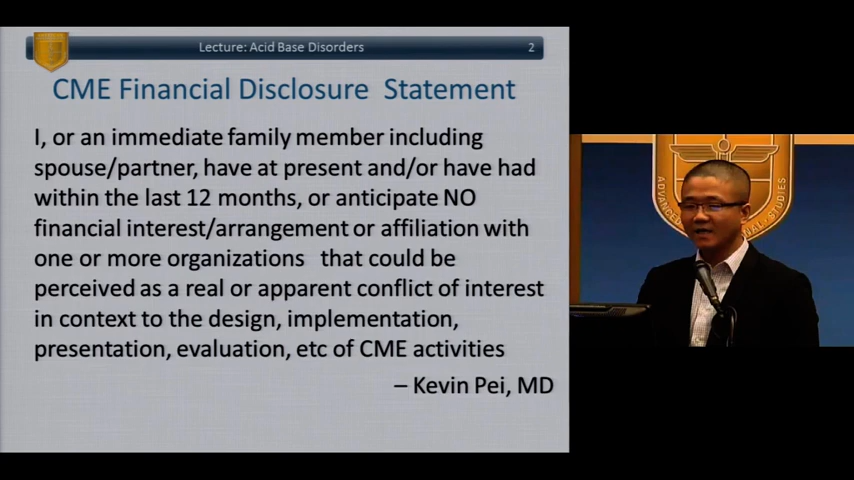 Lecture: Acid Base Disorders 2
CME Financial Disclosure Statement
I, or an immediate family member including
spouse/partner, have at present and/or have had
within the last 12 months, or anticipate NO
financial interest/arrangement or affiliation with
one or more organizations that could be
perceived as a real or apparent conflict of interest
in context to the design, implementation,
presentation, evaluation, etc of CME activities
– Kevin Pei, MD